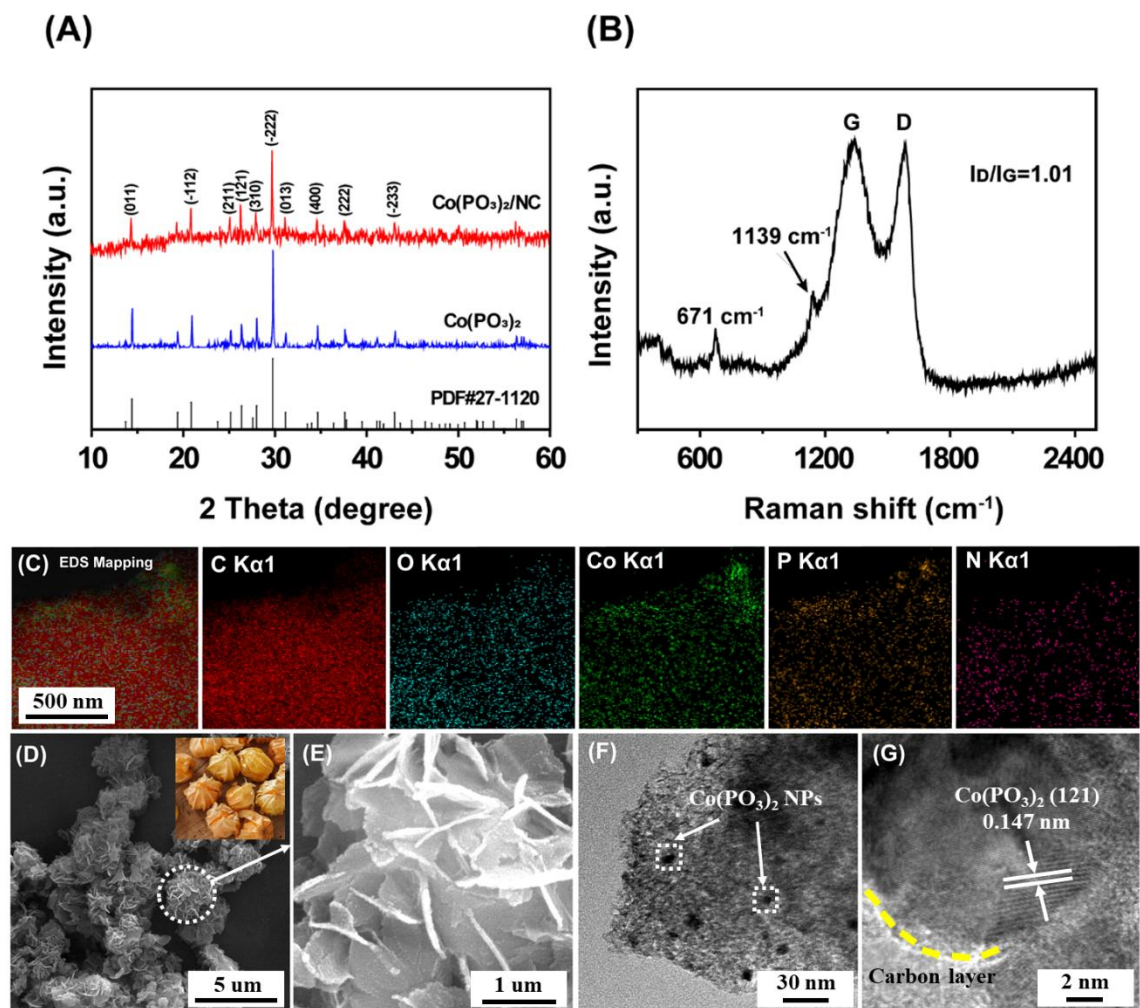 (A)
Intensity (a.u.)
(011)
(-112)
(211)
(121)
(310)
(-222)
(013)
(400)
(222)
(-233)
Co(PO₃)₂/NC
Co(PO₃)₂
PDF#27-1120
10 20 30 40 50 60
2 Theta (degree)
(B)
Intensity (a.u.)
G D
ID/IG=1.01
1139 cm⁻¹
671 cm⁻¹
600 1200 1800 2400
Raman shift (cm⁻¹)
(C) EDS Mapping
500 nm
C Kα1
O Kα1
Co Kα1
P Kα1
N Kα1
(D)
5 um
(E)
1 um
(F)
Co(PO₃)₂ NPs
30 nm
(G)
Co(PO₃)₂ (121)
0.147 nm
Carbon layer
2 nm